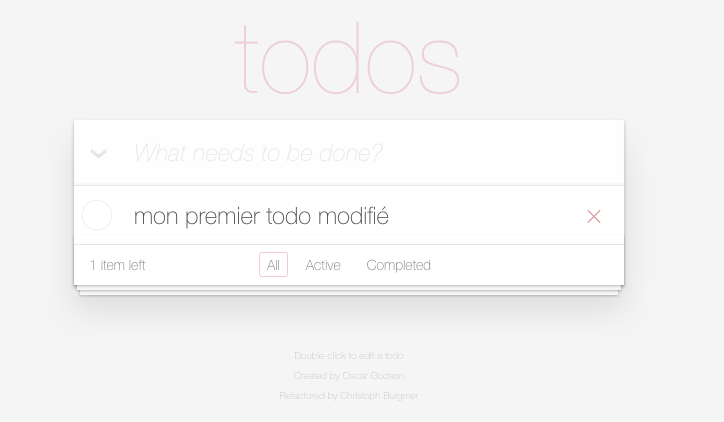 todos
What needs to be done?
mon premier todo modifié
1 item left All Active Completed
Double-click to edit a todo
Created by Oscar Godson
Refactored by Christoph Burgmer